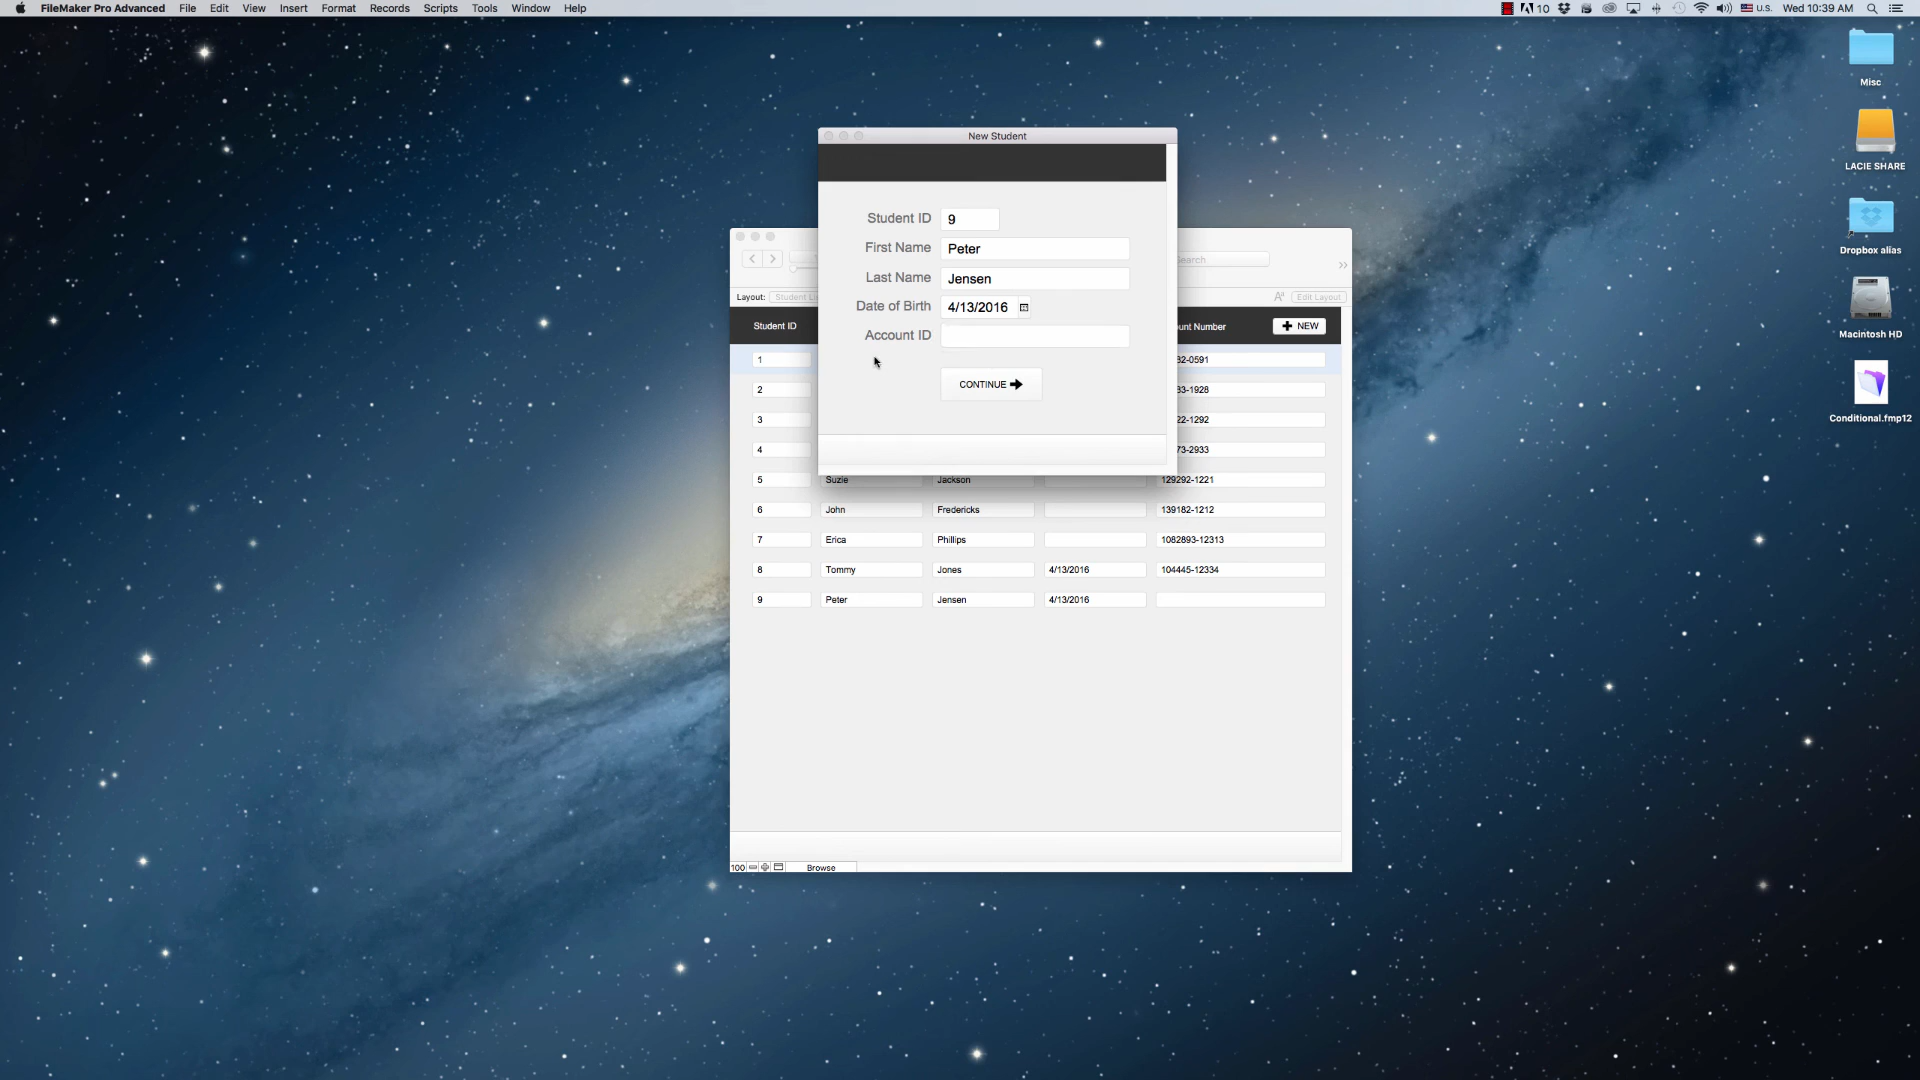 FileMaker Pro Advanced File Edit View Insert Format Records Scripts Tools Window Help 10 U.S. Wed 10:39 AM
Misc
LACIE SHARE
Dropbox alias
Macintosh HD
Conditional.fmp12
New Student
Student ID 9
First Name Peter
Last Name Jensen
Date of Birth 4/13/2016
Account ID
CONTINUE
Search
Layout: Student Edit Layout
Student ID unt Number NEW
1 32-0591
2 33-1928
3 22-1292
4 73-2933
5 Suzie Jackson 129292-1221
6 John Fredericks 139182-1212
7 Erica Phillips 1082893-12313
8 Tommy Jones 4/13/2016 104445-12334
9 Peter Jensen 4/13/2016
100 Browse